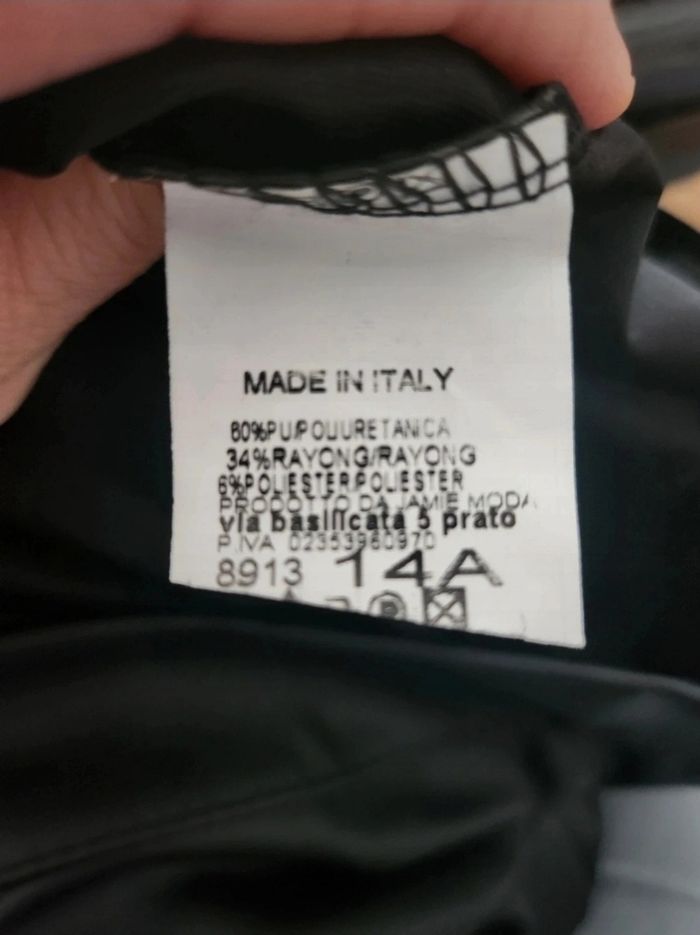 MADE IN ITALY
60%PU/POLIURETANICA
34%RAYONG/RAYONG
6%POLIESTER/POLIESTER
PRODOTTO DA JAMIE MODA
via basilicata 5 prato
P.IVA 02353960970
8913 14A
P